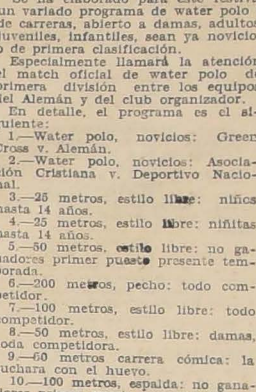 Se ha elaborado para este festival
un variado programa de water polo y
de carreras, abierto a damas, adultos
juveniles, infantiles, sean ya novicio
o de primera clasificación.
Especialmente llamará la atención
el match oficial de water polo de
primera división entre los equipo
del Alemán y del club organizador.
En detalle, el programa es el si-
guiente:
1.—Water polo, novicios: Green
Cross v. Alemán.
2.—Water polo, novicios: Asocia-
ción Cristiana v. Deportivo Nacio-
nal.
3.—25 metros, estilo libre: niños
hasta 14 años.
4.—25 metros, estilo libre: niñitas
hasta 14 años.
5.—50 metros, estilo libre: no ga-
nadores primer puesto presente tem-
porada.
6.—200 metros, pecho: todo com-
petidor.
7.—100 metros, estilo libre: todo
competidor.
8.—50 metros, estilo libre: damas,
toda competidora.
9.—60 metros carrera cómica: la
cuchara con el huevo.
10.—100 metros, espalda: no gana-